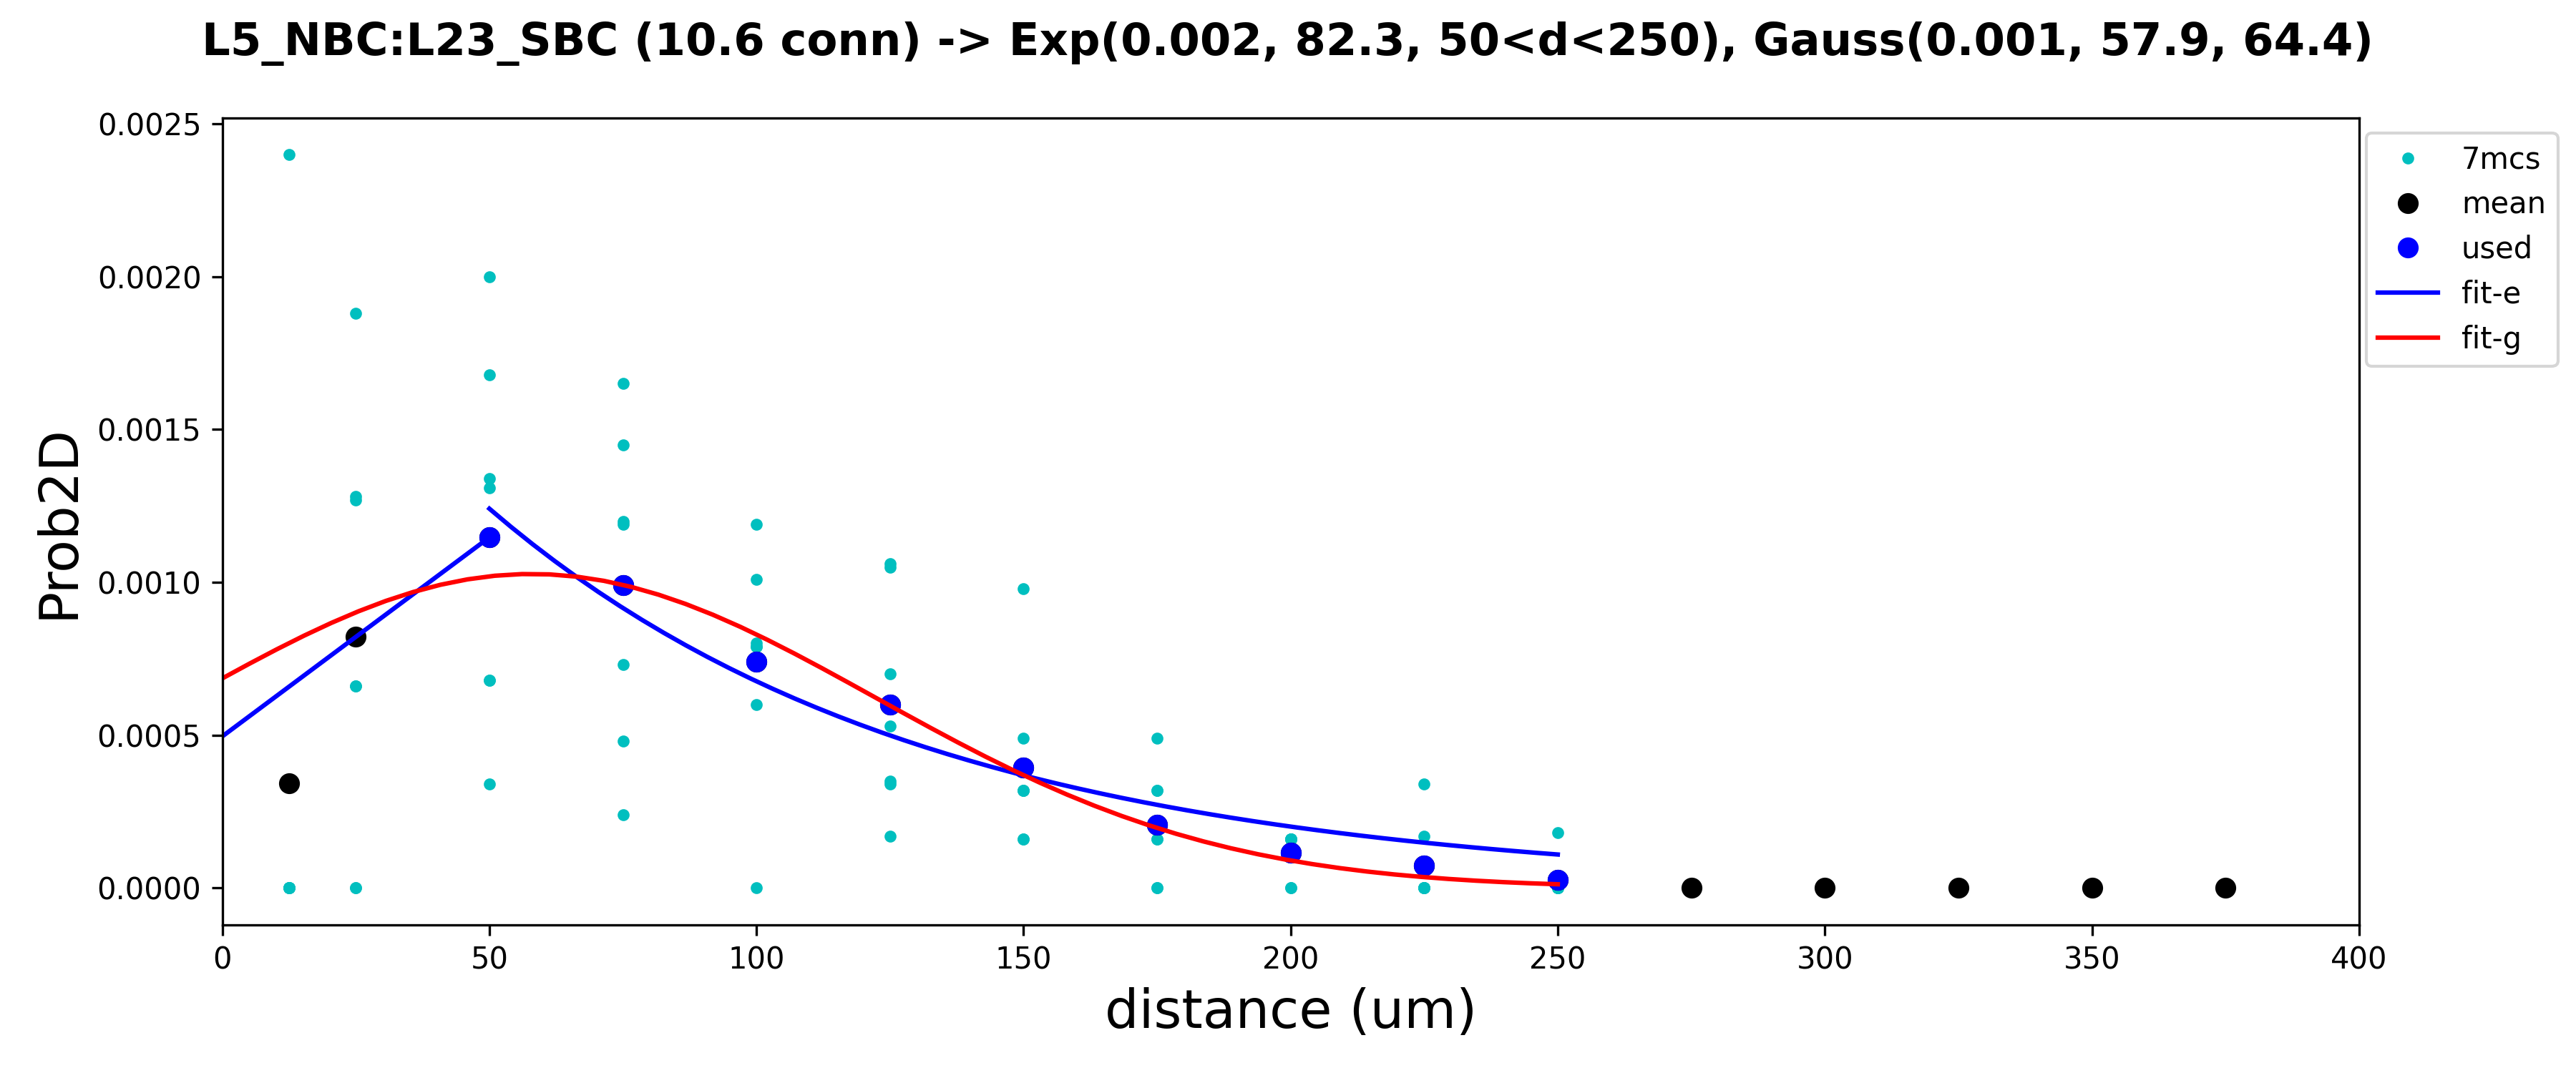 L5_NBC:L23_SBC (10.6 conn) -> Exp(0.002, 82.3, 50<d<250), Gauss(0.001, 57.9, 64.4)
0.0025
0.0020
0.0015
0.0010
0.0005
0.0000
Prob2D
0 50 100 150 200 250 300 350 400
distance (um)
7mcs
mean
used
fit-e
fit-g